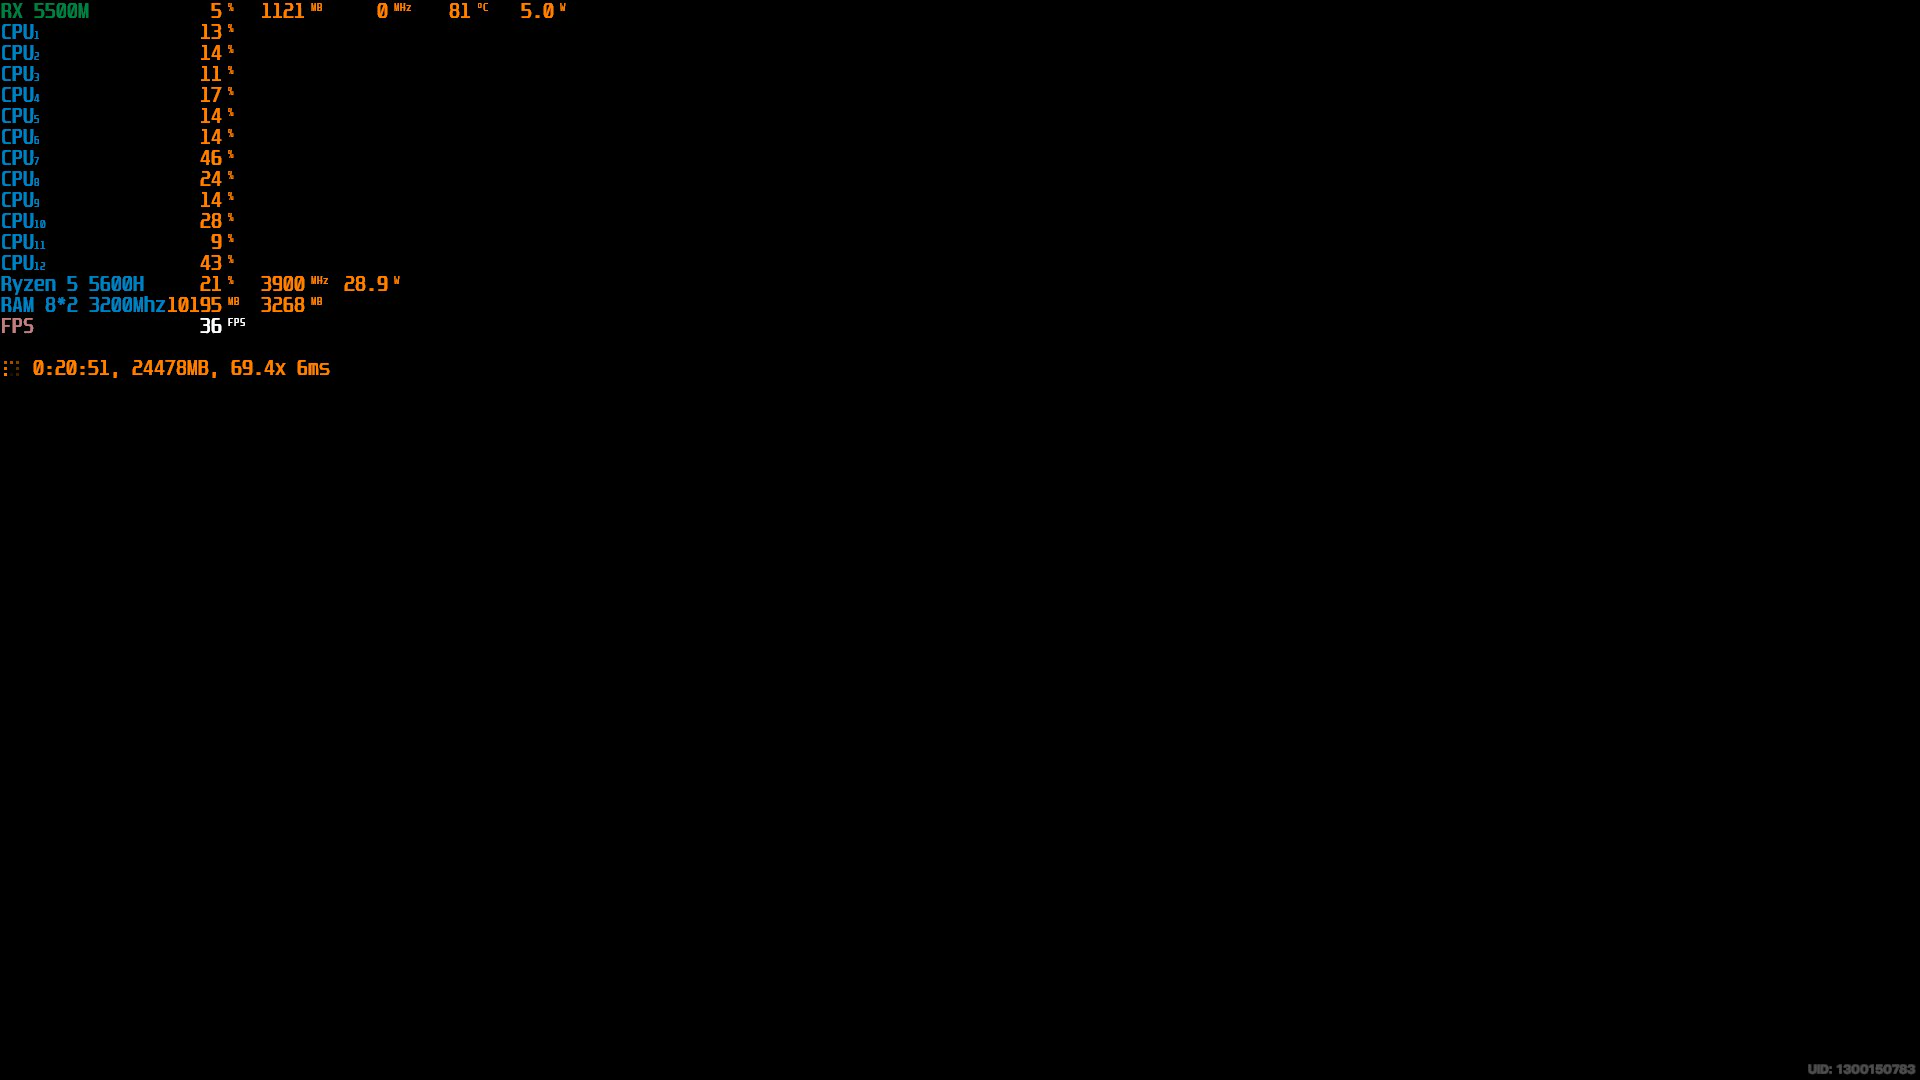 RX 5500M 5 % 1121 MB 0 MHz 81 °C 5.0 W
CPU1 13 %
CPU2 14 %
CPU3 11 %
CPU4 17 %
CPU5 14 %
CPU6 14 %
CPU7 46 %
CPU8 24 %
CPU9 14 %
CPU10 28 %
CPU11 9 %
CPU12 43 %
Ryzen 5 5600H 21 % 3900 MHz 28.9 W
RAM 8*2 3200Mhz 10195 MB 3268 MB
FPS 36 FPS
0:20:51, 24478MB, 69.4x 6ms
UID: 1300150783